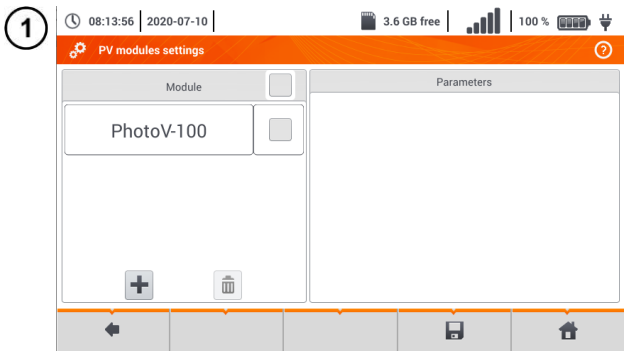 1
08:13:56 2020-07-10 3.6 GB free 100 %
PV modules settings ?
Module Parameters
PhotoV-100